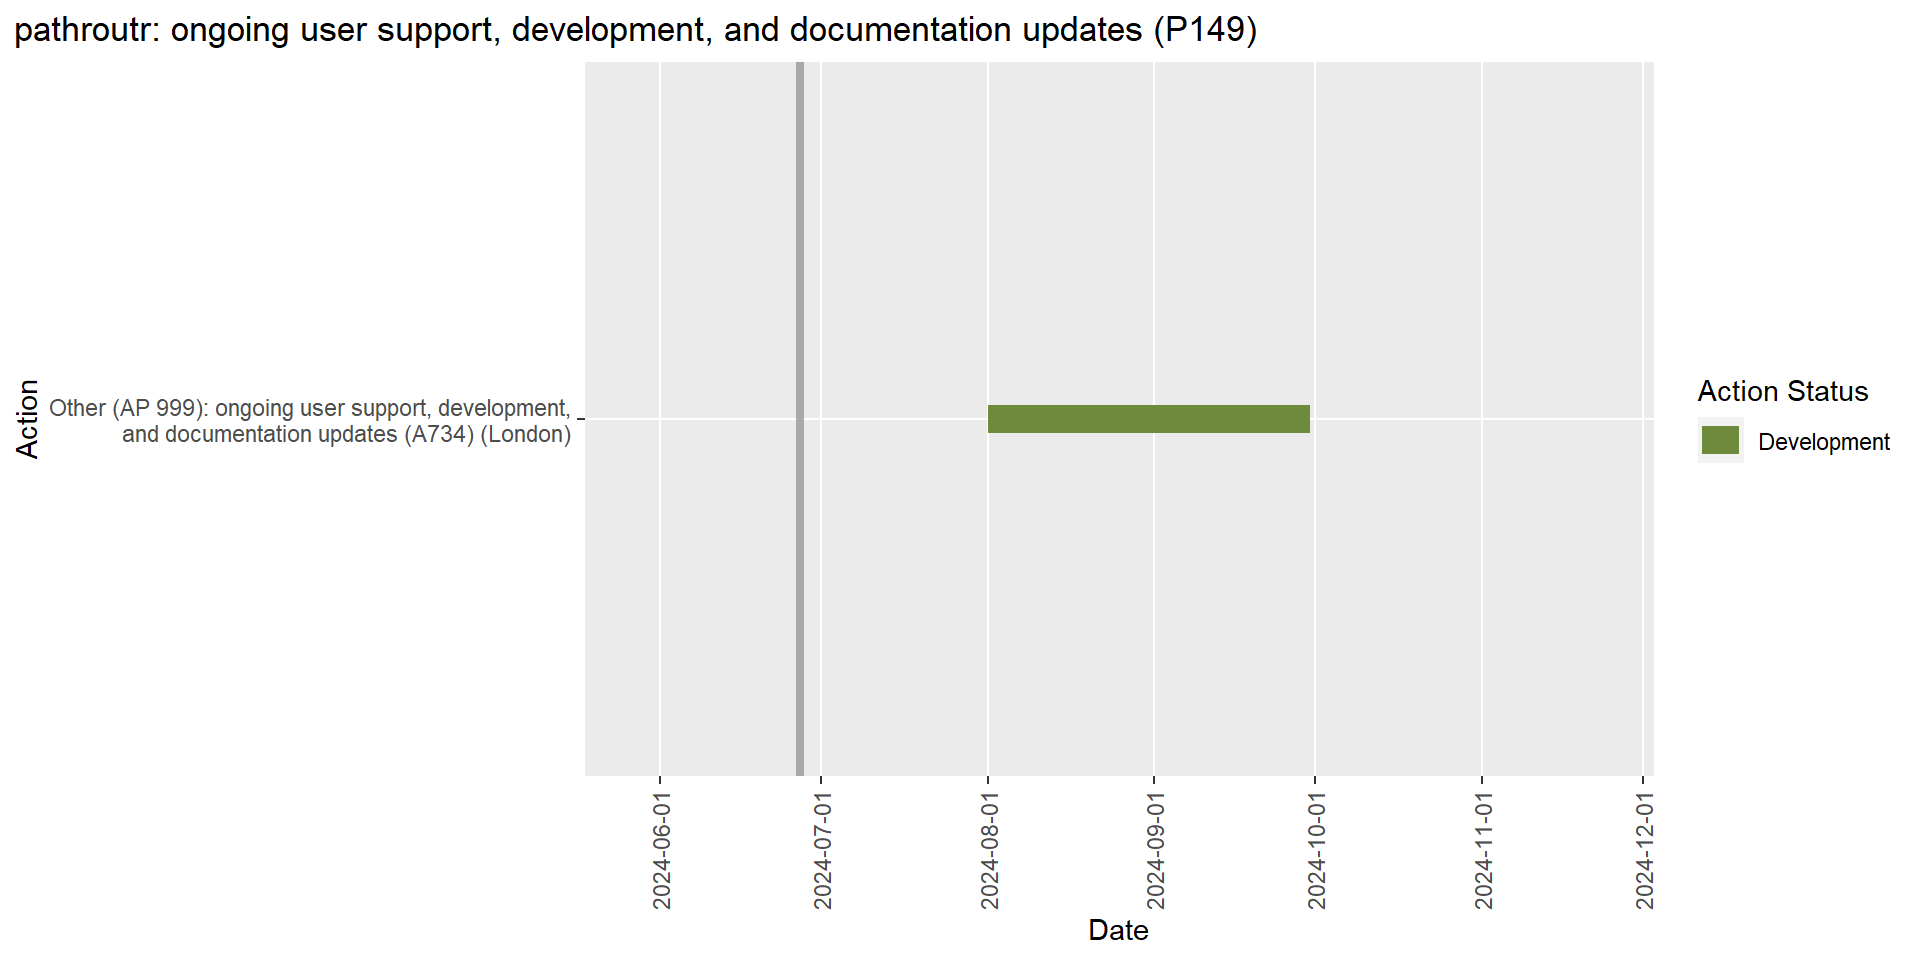 pathroutr: ongoing user support, development, and documentation updates (P149)
Action
Other (AP 999): ongoing user support, development,
and documentation updates (A734) (London)
Action Status
Development
2024-06-01
2024-07-01
2024-08-01
2024-09-01
2024-10-01
2024-11-01
2024-12-01
Date